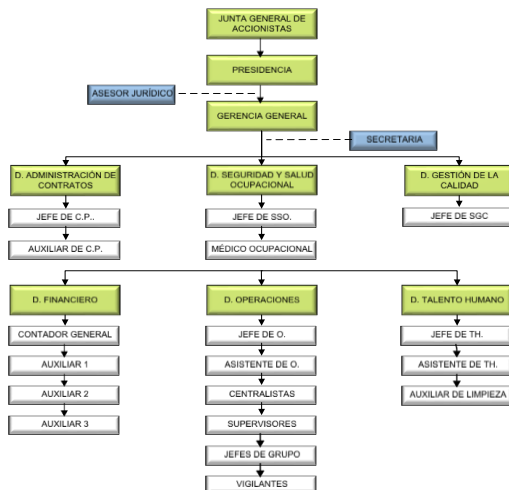 JUNTA GENERAL DE
ACCIONISTAS
PRESIDENCIA
ASESOR JURÍDICO
GERENCIA GENERAL
SECRETARIA
D. ADMINISTRACIÓN DE
CONTRATOS
D. SEGURIDAD Y SALUD
OCUPACIONAL
D. GESTIÓN DE LA
CALIDAD
JEFE DE C.P..
JEFE DE SSO.
JEFE DE SGC
AUXILIAR DE C.P.
MÉDICO OCUPACIONAL
D. FINANCIERO
D. OPERACIONES
D. TALENTO HUMANO
CONTADOR GENERAL
JEFE DE O.
JEFE DE TH.
AUXILIAR 1
ASISTENTE DE O.
ASISTENTE DE TH.
AUXILIAR 2
CENTRALISTAS
AUXILIAR DE LIMPIEZA
AUXILIAR 3
SUPERVISORES
JEFES DE GRUPO
VIGILANTES